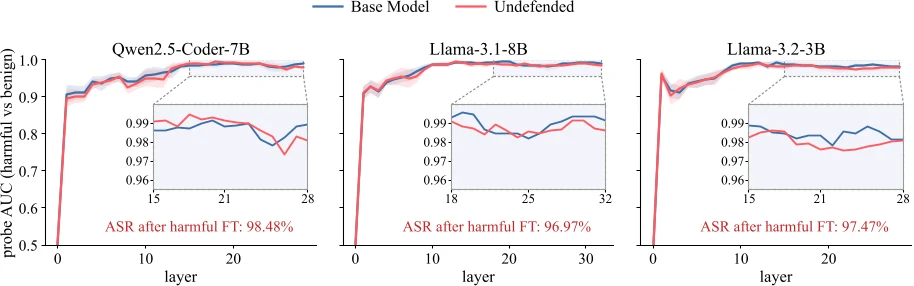 Base Model Undefended
Qwen2.5-Coder-7B Llama-3.1-8B Llama-3.2-3B
probe AUC (harmful vs benign)
1.0
0.9
0.8
0.7
0.6
0.5
0.99
0.98
0.97
0.96
15 21 28
ASR after harmful FT: 98.48%
0 10 20
layer
0.99
0.98
0.97
0.96
18 25 32
ASR after harmful FT: 96.97%
0 10 20 30
layer
0.99
0.98
0.97
0.96
15 21 28
ASR after harmful FT: 97.47%
0 10 20
layer